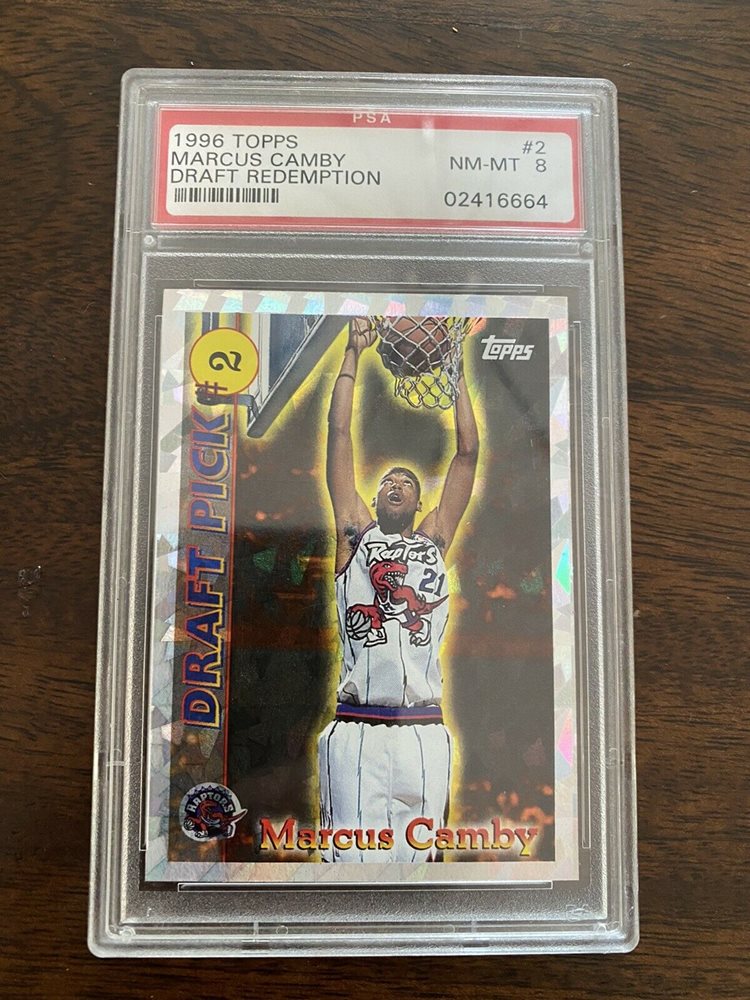 PSA
1996 TOPPS #2
MARCUS CAMBY NM-MT 8
DRAFT REDEMPTION
02416664
TOPPS
DRAFT PICK # 2
RAPTORS
21
RAPTORS
Marcus Camby